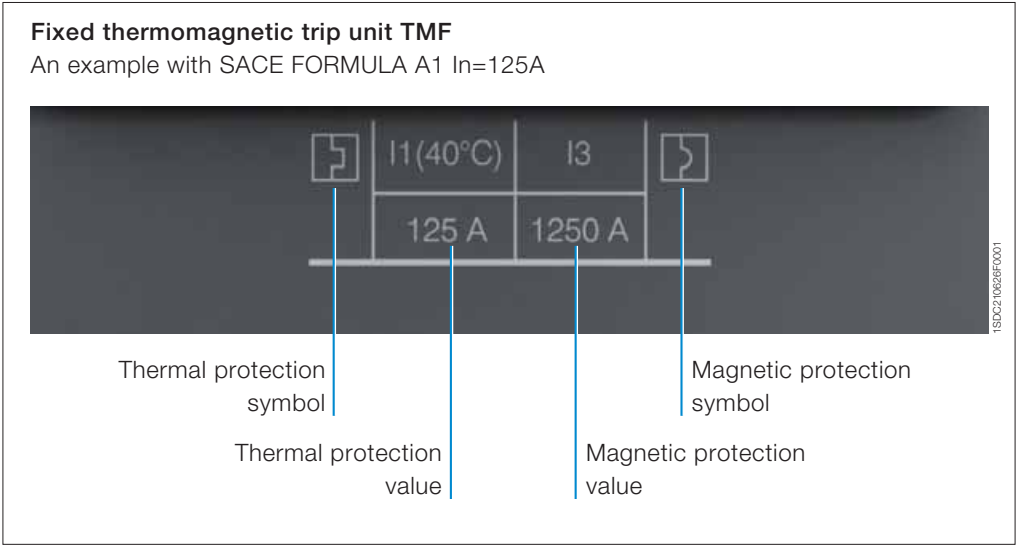 Fixed thermomagnetic trip unit TMF
An example with SACE FORMULA A1 In=125A
I1(40°C) I3
125 A 1250 A
1SDC210626F0001
Thermal protection
symbol
Magnetic protection
symbol
Thermal protection
value
Magnetic protection
value